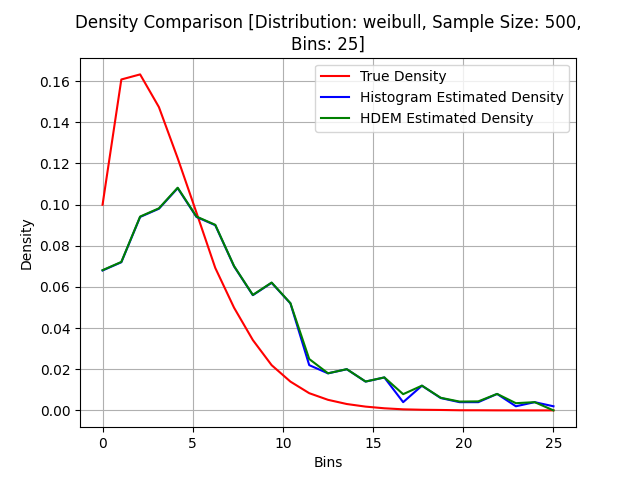 Density Comparison [Distribution: weibull, Sample Size: 500,
Bins: 25]
True Density
Histogram Estimated Density
HDEM Estimated Density
Density
0.16
0.14
0.12
0.10
0.08
0.06
0.04
0.02
0.00
0 5 10 15 20 25
Bins